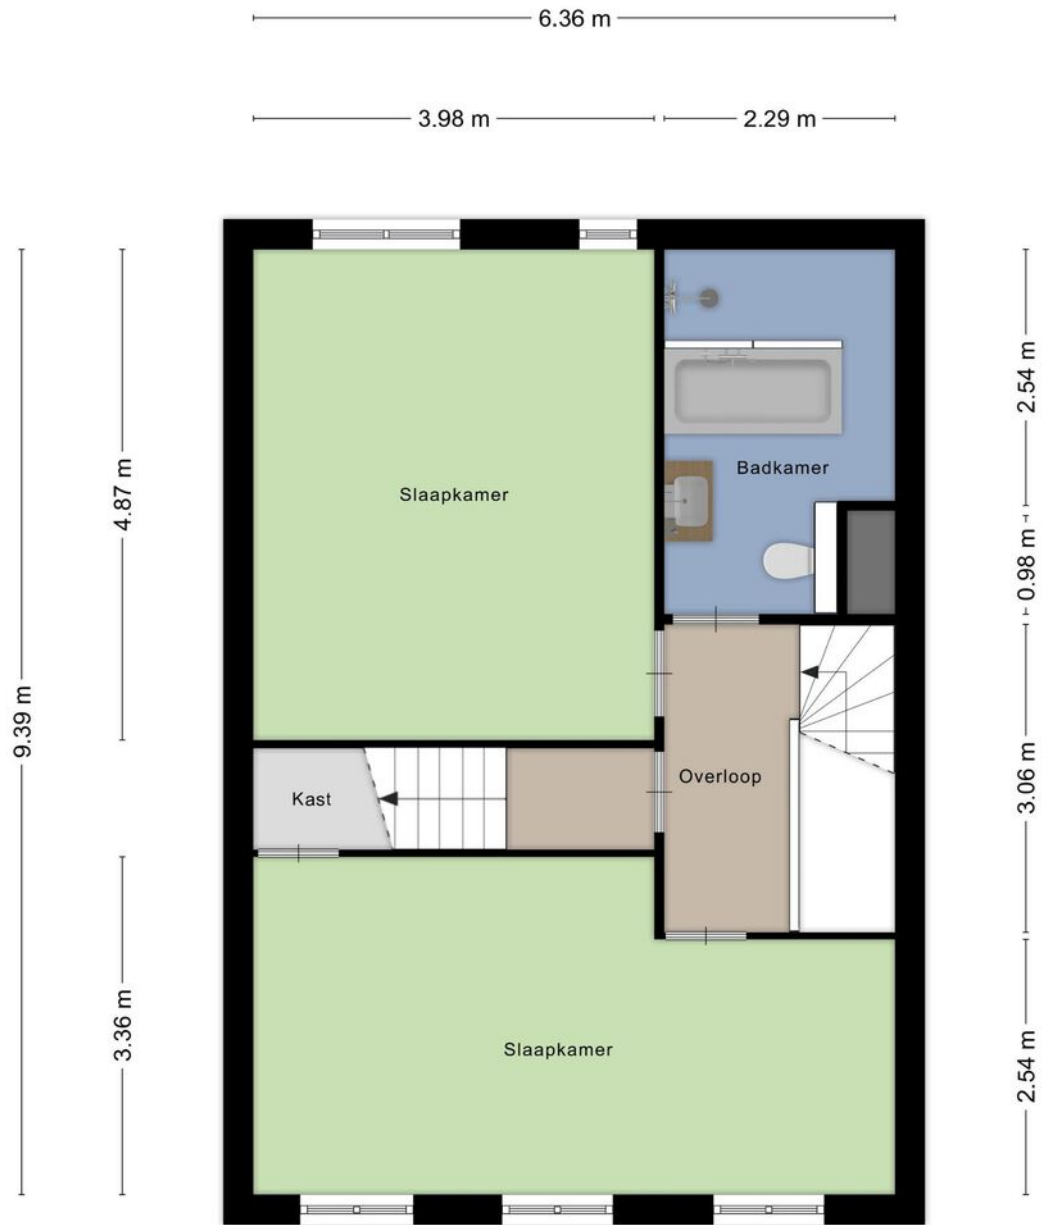 6.36 m
3.98 m
2.29 m
2.54 m
Badkamer
4.87 m
Slaapkamer
0.98 m
9.39 m
Overloop
3.06 m
Kast
3.36 m
Slaapkamer
2.54 m